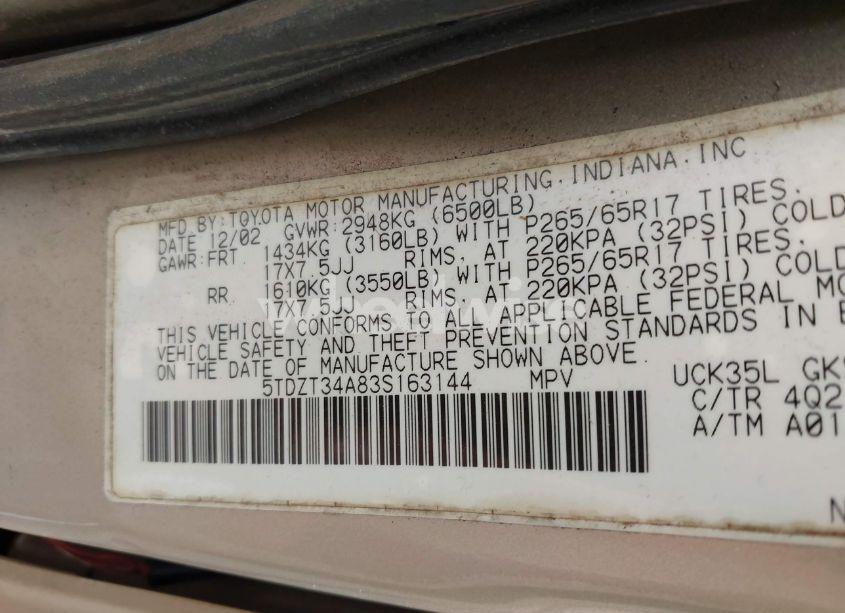 MFD.BY:TOYOTA MOTOR MANUFACTURING.INDIANA.INC
DATE 12/02 GVWR:2948KG (6500LB)
GAWR:FRT. 1434KG (3160LB) WITH P265/65R17 TIRES.
17X7.5JJ RIMS, AT 220KPA (32PSI) COLD
RR. 1610KG (3550LB) WITH P265/65R17 TIRES.
17X7.5JJ RIMS, AT 220KPA (32PSI) COLD
THIS VEHICLE CONFORMS TO ALL APPLICABLE FEDERAL MO
VEHICLE SAFETY AND THEFT PREVENTION STANDARDS IN E
ON THE DATE OF MANUFACTURE SHOWN ABOVE.
5TDZT34A83S163144 MPV
UCK35L GK
C/TR 4Q2
A/TM A01
N